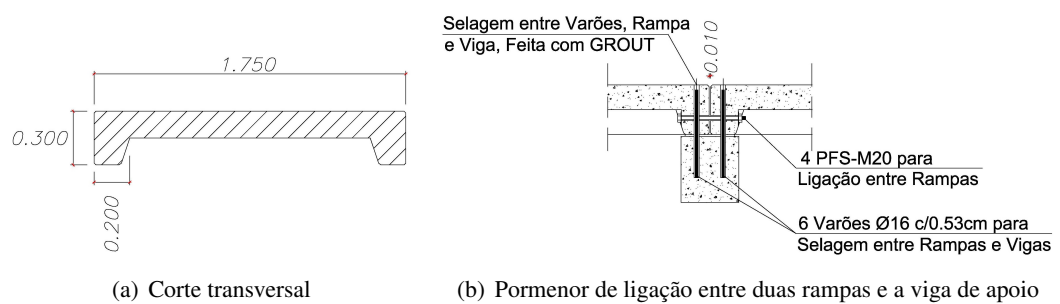 1.750
0.300
0.200
(a) Corte transversal
Selagem entre Varões, Rampa
e Viga, Feita com GROUT
0.010
4 PFS-M20 para
Ligação entre Rampas
6 Varões Ø16 c/0.53cm para
Selagem entre Rampas e Vigas
(b) Pormenor de ligação entre duas rampas e a viga de apoio